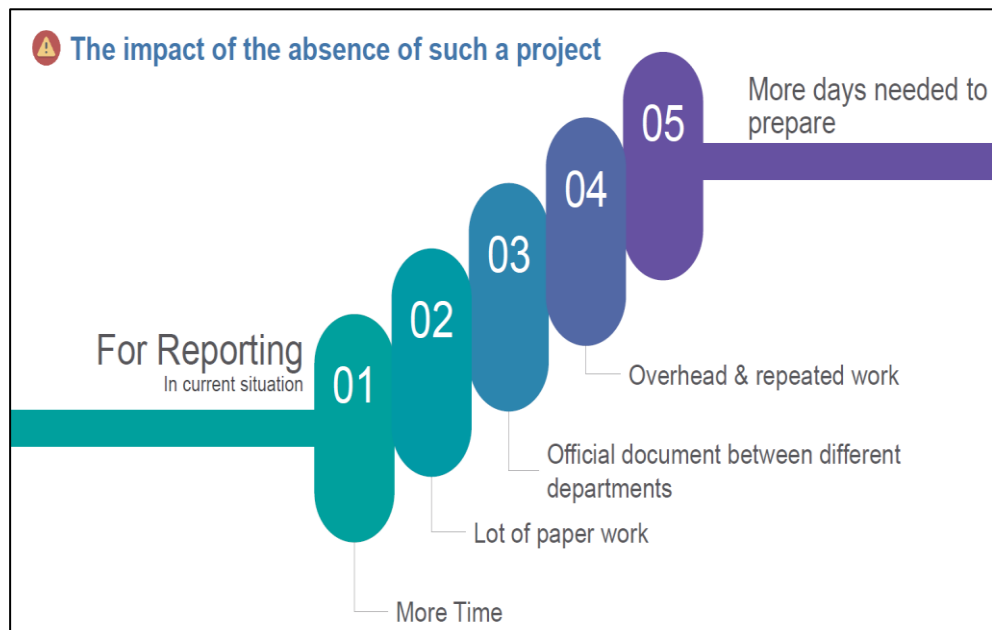 The impact of the absence of such a project
For Reporting
In current situation
01
More Time
02
Lot of paper work
03
Official document between different
departments
04
Overhead & repeated work
05
More days needed to
prepare